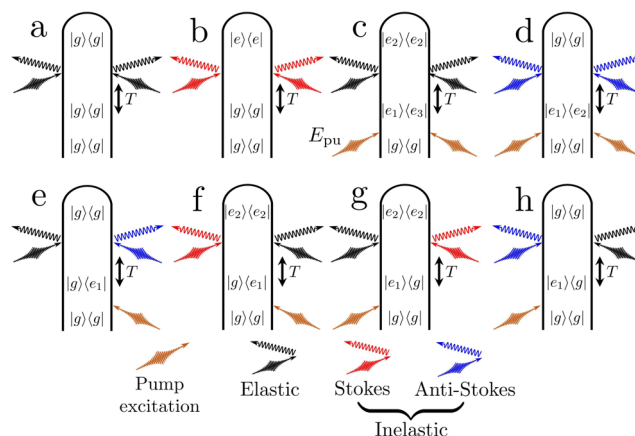 a b c d
|g⟩⟨g| |e⟩⟨e| |e₂⟩⟨e₂| |g⟩⟨g|
|g⟩⟨g| T |g⟩⟨g| T |e₁⟩⟨e₃| T |e₁⟩⟨e₂| T
E_pu
|g⟩⟨g| |g⟩⟨g| |g⟩⟨g| |g⟩⟨g|
e f g h
|g⟩⟨g| |e₂⟩⟨e₂| |e₂⟩⟨e₂| |g⟩⟨g|
|g⟩⟨e₁| T |g⟩⟨e₁| T |e₁⟩⟨g| T |e₁⟩⟨g| T
|g⟩⟨g| |g⟩⟨g| |g⟩⟨g| |g⟩⟨g|
Pump excitation
Elastic Stokes Anti-Stokes
Inelastic